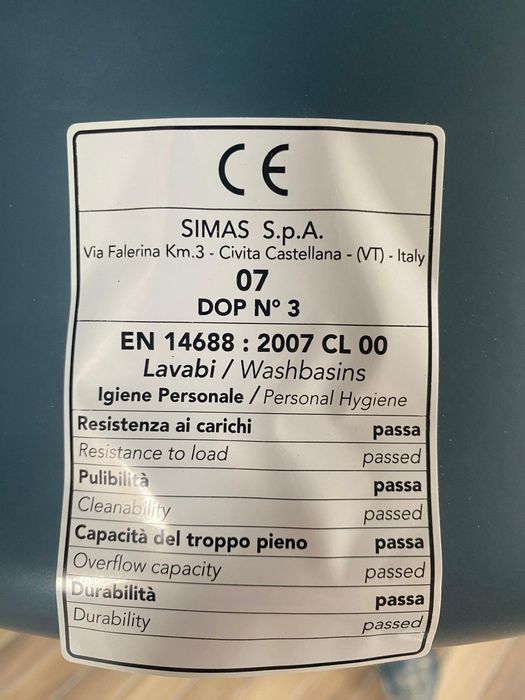 CE
SIMAS S.p.A.
Via Falerina Km.3 - Civita Castellana - (VT) - Italy
07
DOP N° 3
EN 14688 : 2007 CL 00
Lavabi / Washbasins
Igiene Personale / Personal Hygiene
Resistenza ai carichi passa
Resistance to load passed
Pulibilità passa
Cleanability passed
Capacità del troppo pieno passa
Overflow capacity passed
Durabilità passa
Durability passed